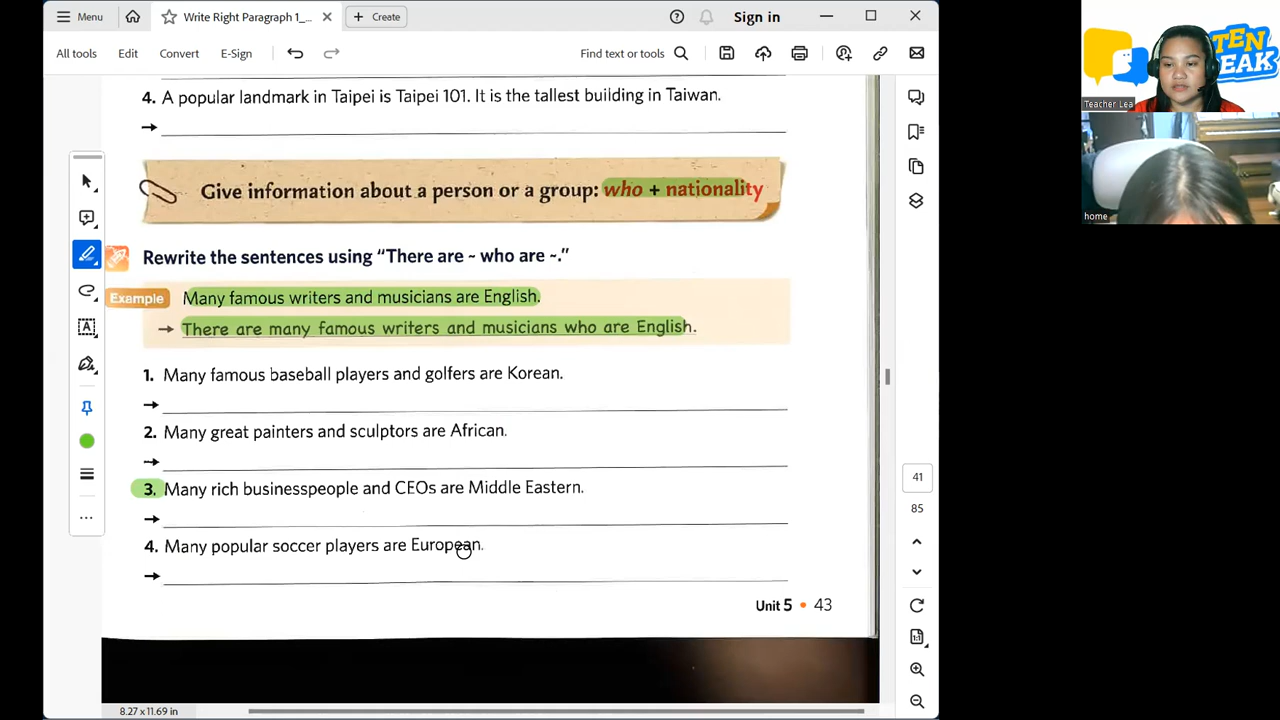 Menu
Write Right Paragraph 1_...
Create
Sign in
All tools
Edit
Convert
E-Sign
Find text or tools
4. A popular landmark in Taipei is Taipei 101. It is the tallest building in Taiwan.
Give information about a person or a group: who + nationality
Rewrite the sentences using “There are ~ who are ~.”
Example
Many famous writers and musicians are English.
→ There are many famous writers and musicians who are English.
1. Many famous baseball players and golfers are Korean.
→
2. Many great painters and sculptors are African.
→
3. Many rich businesspeople and CEOs are Middle Eastern.
→
4. Many popular soccer players are European.
→
Unit 5 • 43
41
85
8.27 x 11.69 in
TEN
Teacher Lea
home